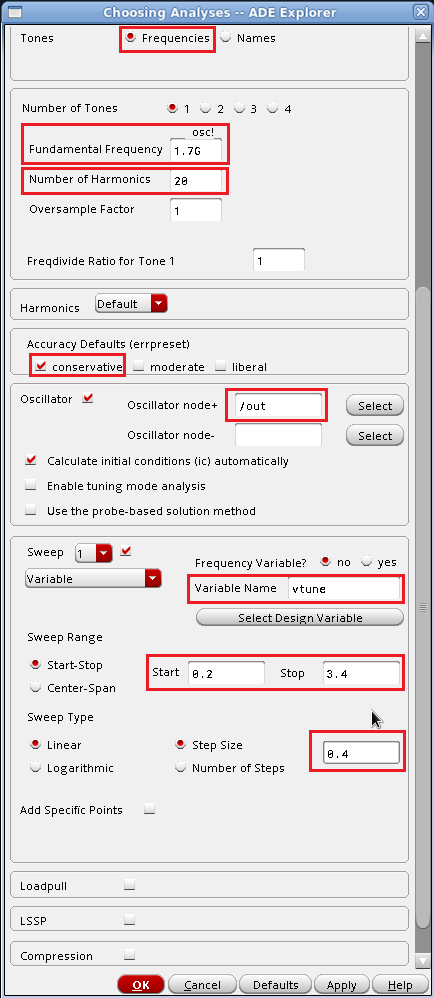 Choosing Analyses -- ADE Explorer
Tones Frequencies Names
Number of Tones 1 2 3 4
osc!
Fundamental Frequency 1.7G
Number of Harmonics 20
Oversample Factor 1
Freqdivide Ratio for Tone 1 1
Harmonics Default
Accuracy Defaults (errpreset)
conservative moderate liberal
Oscillator Oscillator node+ /out Select
Oscillator node- Select
Calculate initial conditions (ic) automatically
Enable tuning mode analysis
Use the probe-based solution method
Sweep 1 Frequency Variable? no yes
Variable Variable Name vtune
Select Design Variable
Sweep Range
Start-Stop Start 0.2 Stop 3.4
Center-Span
Sweep Type
Linear Step Size 0.4
Logarithmic Number of Steps
Add Specific Points
Loadpull
LSSP
Compression
OK Cancel Defaults Apply Help